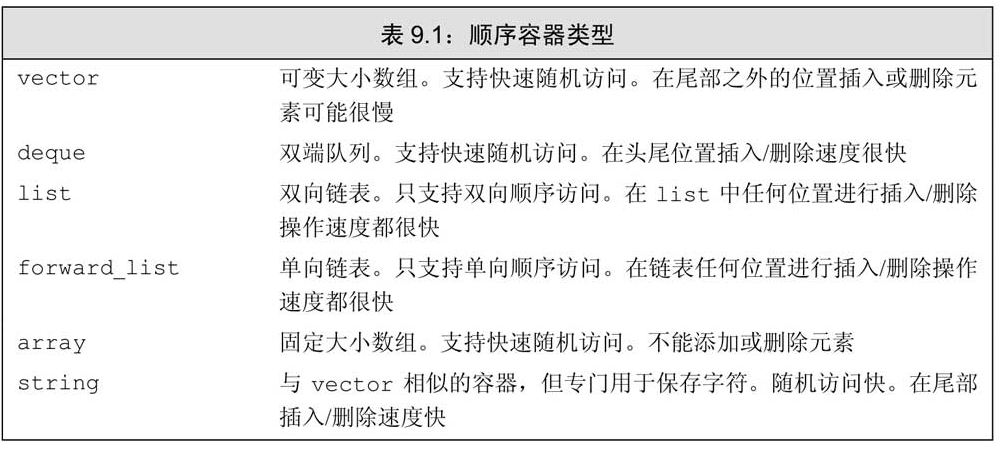 表 9.1：顺序容器类型
vector 可变大小数组。支持快速随机访问。在尾部之外的位置插入或删除元
素可能很慢
deque 双端队列。支持快速随机访问。在头尾位置插入/删除速度很快
list 双向链表。只支持双向顺序访问。在 list 中任何位置进行插入/删除
操作速度都很快
forward_list 单向链表。只支持单向顺序访问。在链表任何位置进行插入/删除操作
速度都很快
array 固定大小数组。支持快速随机访问。不能添加或删除元素
string 与 vector 相似的容器，但专门用于保存字符。随机访问快。在尾部
插入/删除速度快